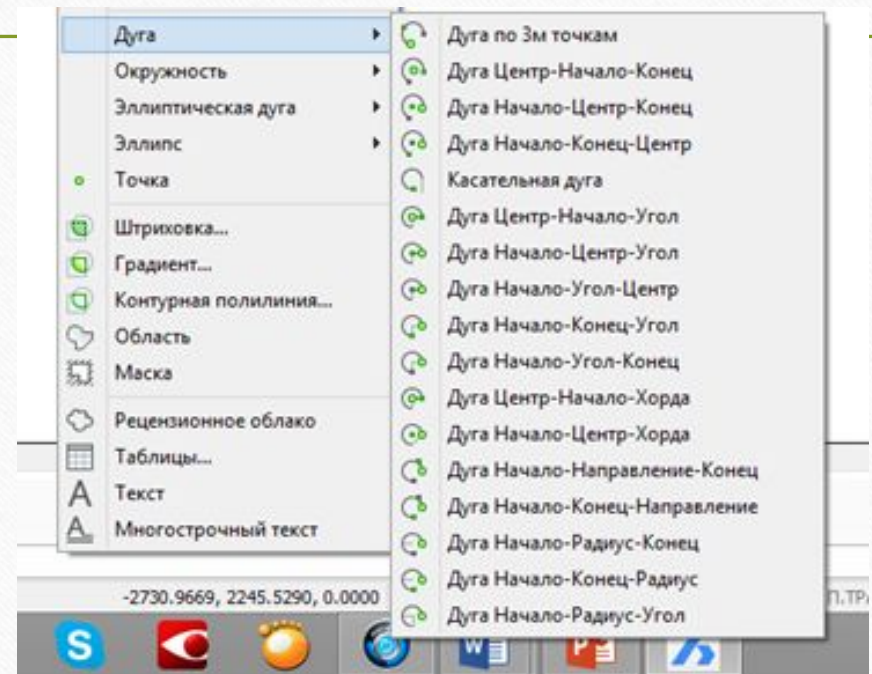 Дуга
Окружность
Эллиптическая дуга
Эллипс
Точка
Штриховка...
Градиент...
Контурная полилиния...
Область
Маска
Рецензионное облако
Таблицы...
Текст
Многострочный текст
Дуга по 3м точкам
Дуга Центр-Начало-Конец
Дуга Начало-Центр-Конец
Дуга Начало-Конец-Центр
Касательная дуга
Дуга Центр-Начало-Угол
Дуга Начало-Центр-Угол
Дуга Начало-Угол-Центр
Дуга Начало-Конец-Угол
Дуга Начало-Угол-Конец
Дуга Центр-Начало-Хорда
Дуга Начало-Центр-Хорда
Дуга Начало-Направление-Конец
Дуга Начало-Конец-Направление
Дуга Начало-Радиус-Конец
Дуга Начало-Конец-Радиус
Дуга Начало-Радиус-Угол
-2730.9669, 2245.5290, 0.0000